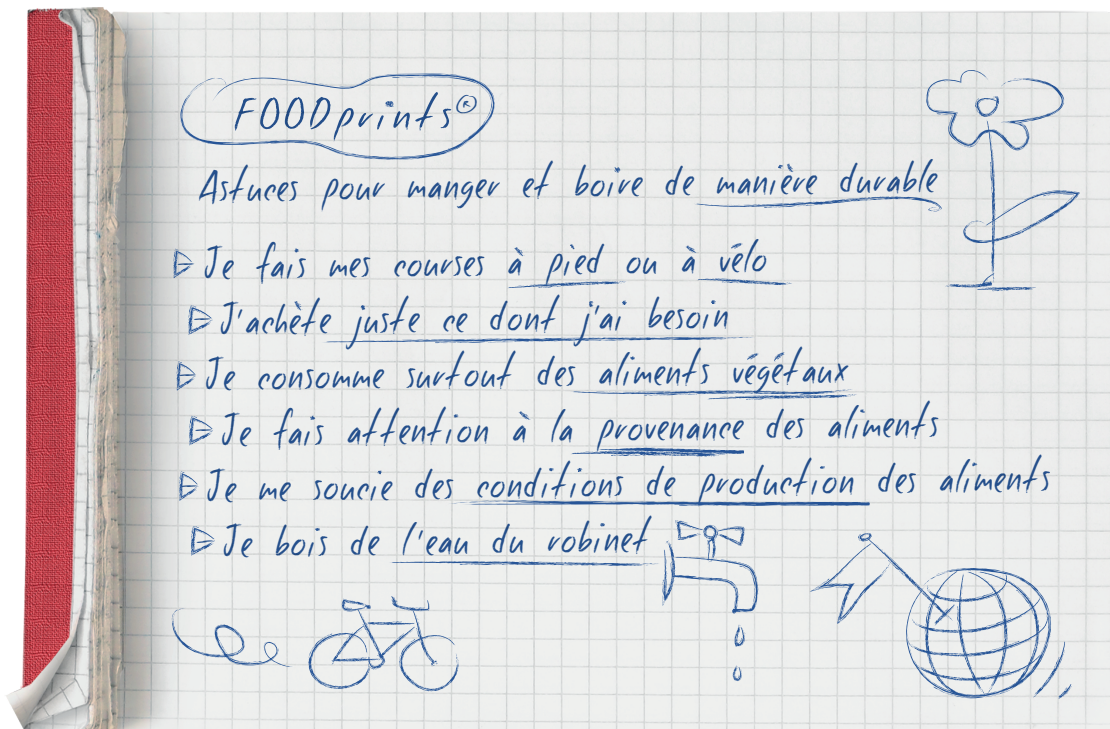 FOODprints®
Astuces pour manger et boire de manière durable
Je fais mes courses à pied ou à vélo
J'achète juste ce dont j'ai besoin
Je consomme surtout des aliments végétaux
Je fais attention à la provenance des aliments
Je me soucie des conditions de production des aliments
Je bois de l'eau du robinet